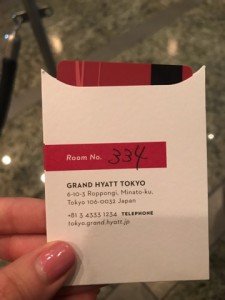 Room No. 334
GRAND HYATT TOKYO
6-10-3 Roppongi, Minato-ku,
Tokyo 106-0032 Japan
+81 3 4333 1234 TELEPHONE
tokyo.grand.hyatt.jp